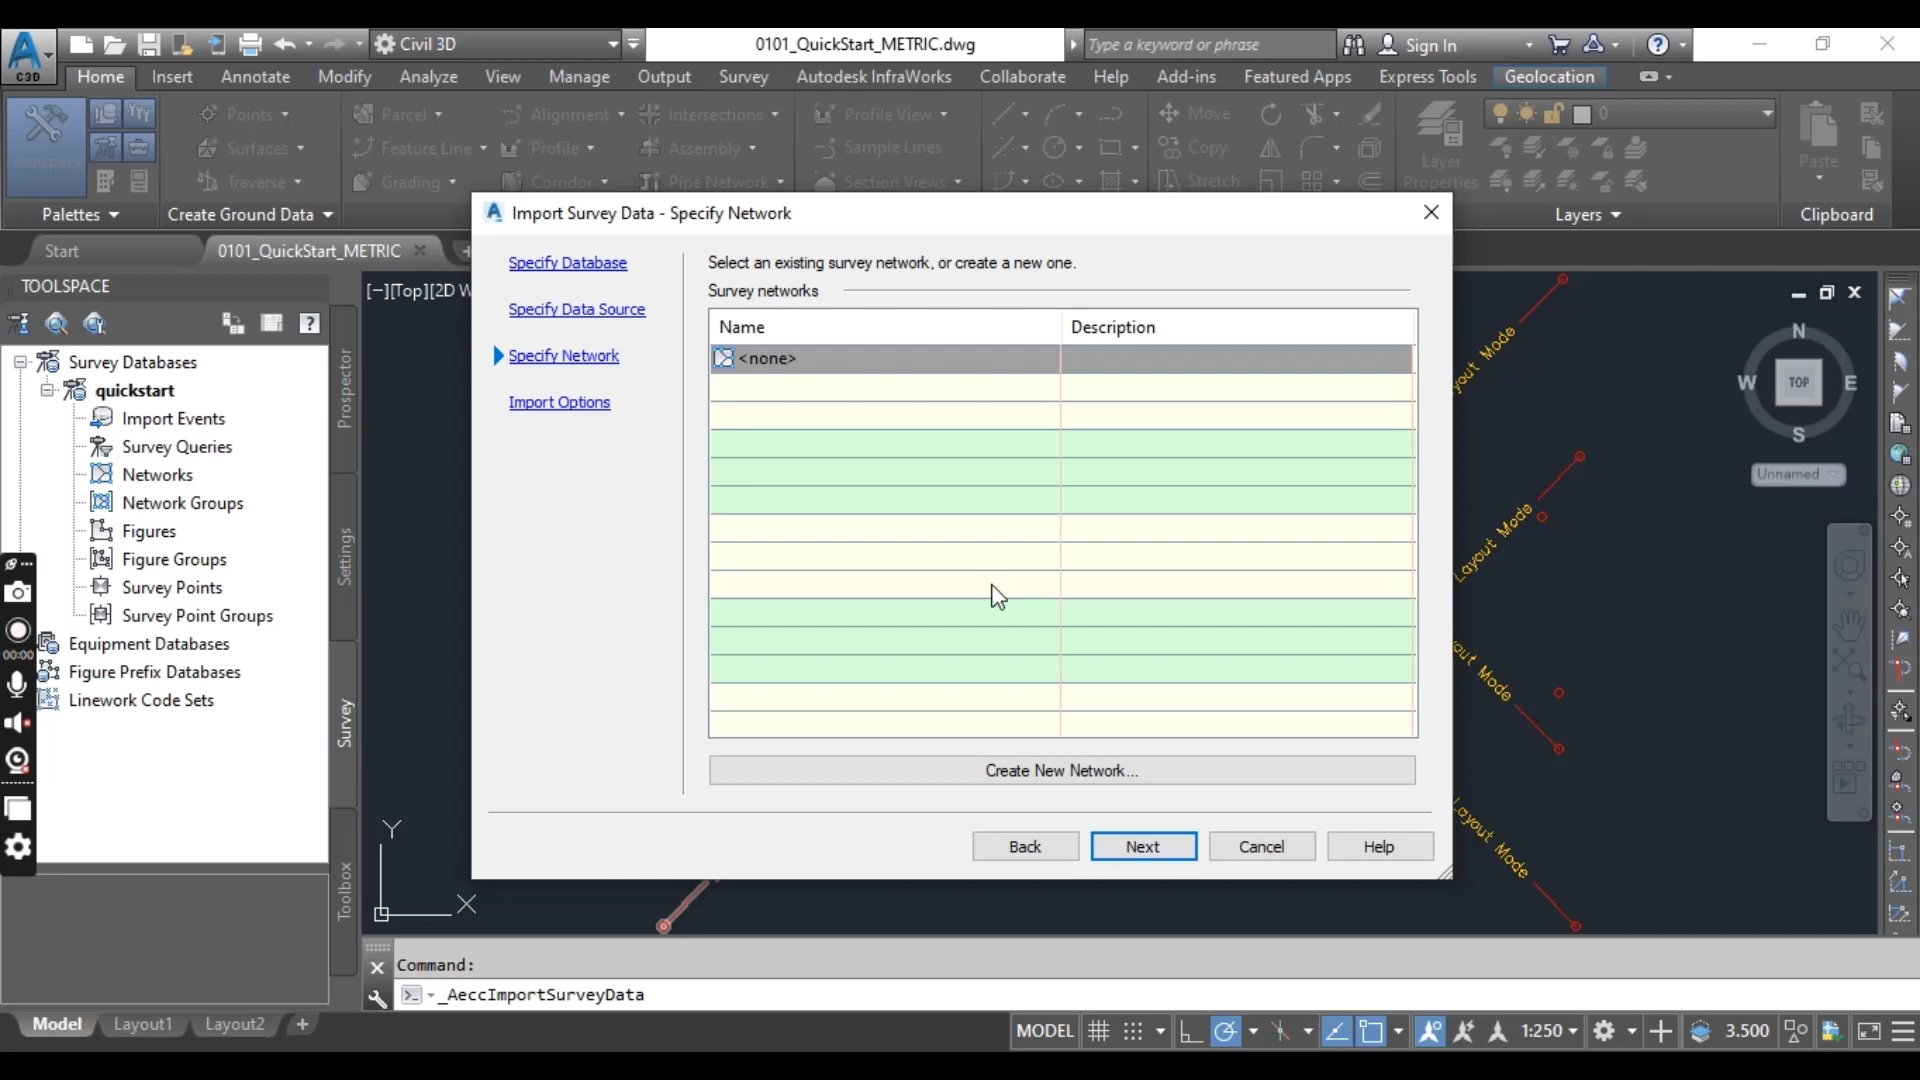 C3D
Civil 3D
0101_QuickStart_METRIC.dwg
Type a keyword or phrase
Sign In
Home
Insert
Annotate
Modify
Analyze
View
Manage
Output
Survey
Autodesk InfraWorks
Collaborate
Help
Add-ins
Featured Apps
Express Tools
Geolocation
Toolspace
Points
Surfaces
Traverse
Parcel
Feature Line
Grading
Alignment
Profile
Corridor
Intersections
Assembly
Pipe Network
Profile View
Sample Lines
Section Views
Move
Copy
Stretch
Layer
Properties
0
Paste
Palettes
Create Ground Data
Layers
Clipboard
Start
0101_QuickStart_METRIC
TOOLSPACE
Survey Databases
quickstart
Import Events
Survey Queries
Networks
Network Groups
Figures
Figure Groups
Survey Points
Survey Point Groups
Equipment Databases
Figure Prefix Databases
Linework Code Sets
Prospector
Settings
Survey
Toolbox
00:00
[−][Top][2D W
Import Survey Data - Specify Network
Specify Database
Specify Data Source
Specify Network
Import Options
Select an existing survey network, or create a new one.
Survey networks
Name
Description
<none>
Create New Network...
Back
Next
Cancel
Help
ayout Mode
Layout Mode
out Mode
Layout Mode
N
W
TOP
E
S
Unnamed
Y
X
Command:
_AeccImportSurveyData
Model
Layout1
Layout2
MODEL
1:250
3.500